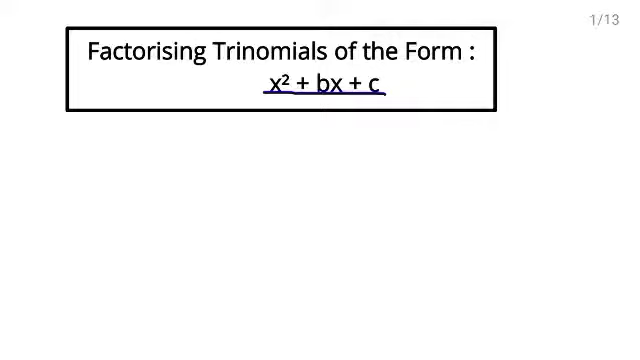 1/13
Factorising Trinomials of the Form :
x² + bx + c